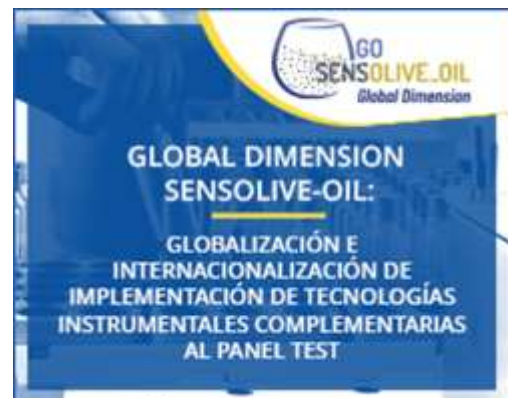 GO
SENSOLIVE_OIL
Global Dimension
GLOBAL DIMENSION
SENSOLIVE-OIL:
GLOBALIZACIÓN E
INTERNACIONALIZACIÓN DE
IMPLEMENTACIÓN DE TECNOLOGÍAS
INSTRUMENTALES COMPLEMENTARIAS
AL PANEL TEST